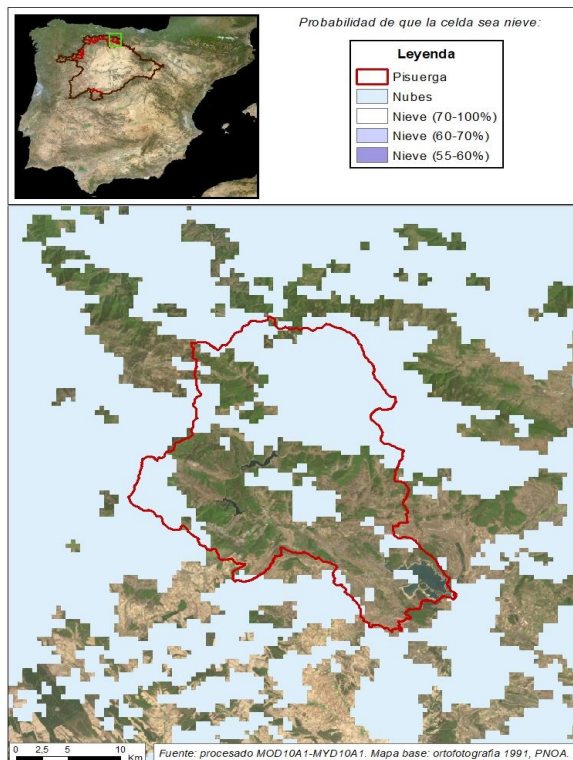 Probabilidad de que la celda sea nieve:
Leyenda
Pisuerga
Nubes
Nieve (70-100%)
Nieve (60-70%)
Nieve (55-60%)
0 2,5 5 10
Km
Fuente: procesado MOD10A1-MYD10A1. Mapa base: ortofotografia 1991, PNOA.